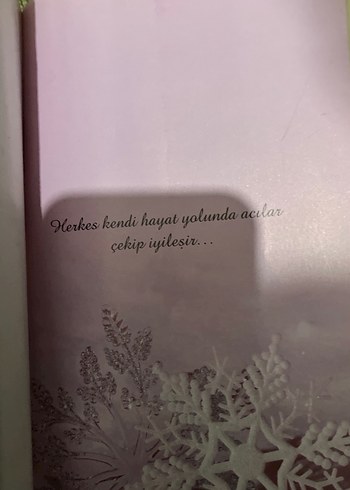 Herkes kendi hayat yolunda acılar
çekip iyileşir...